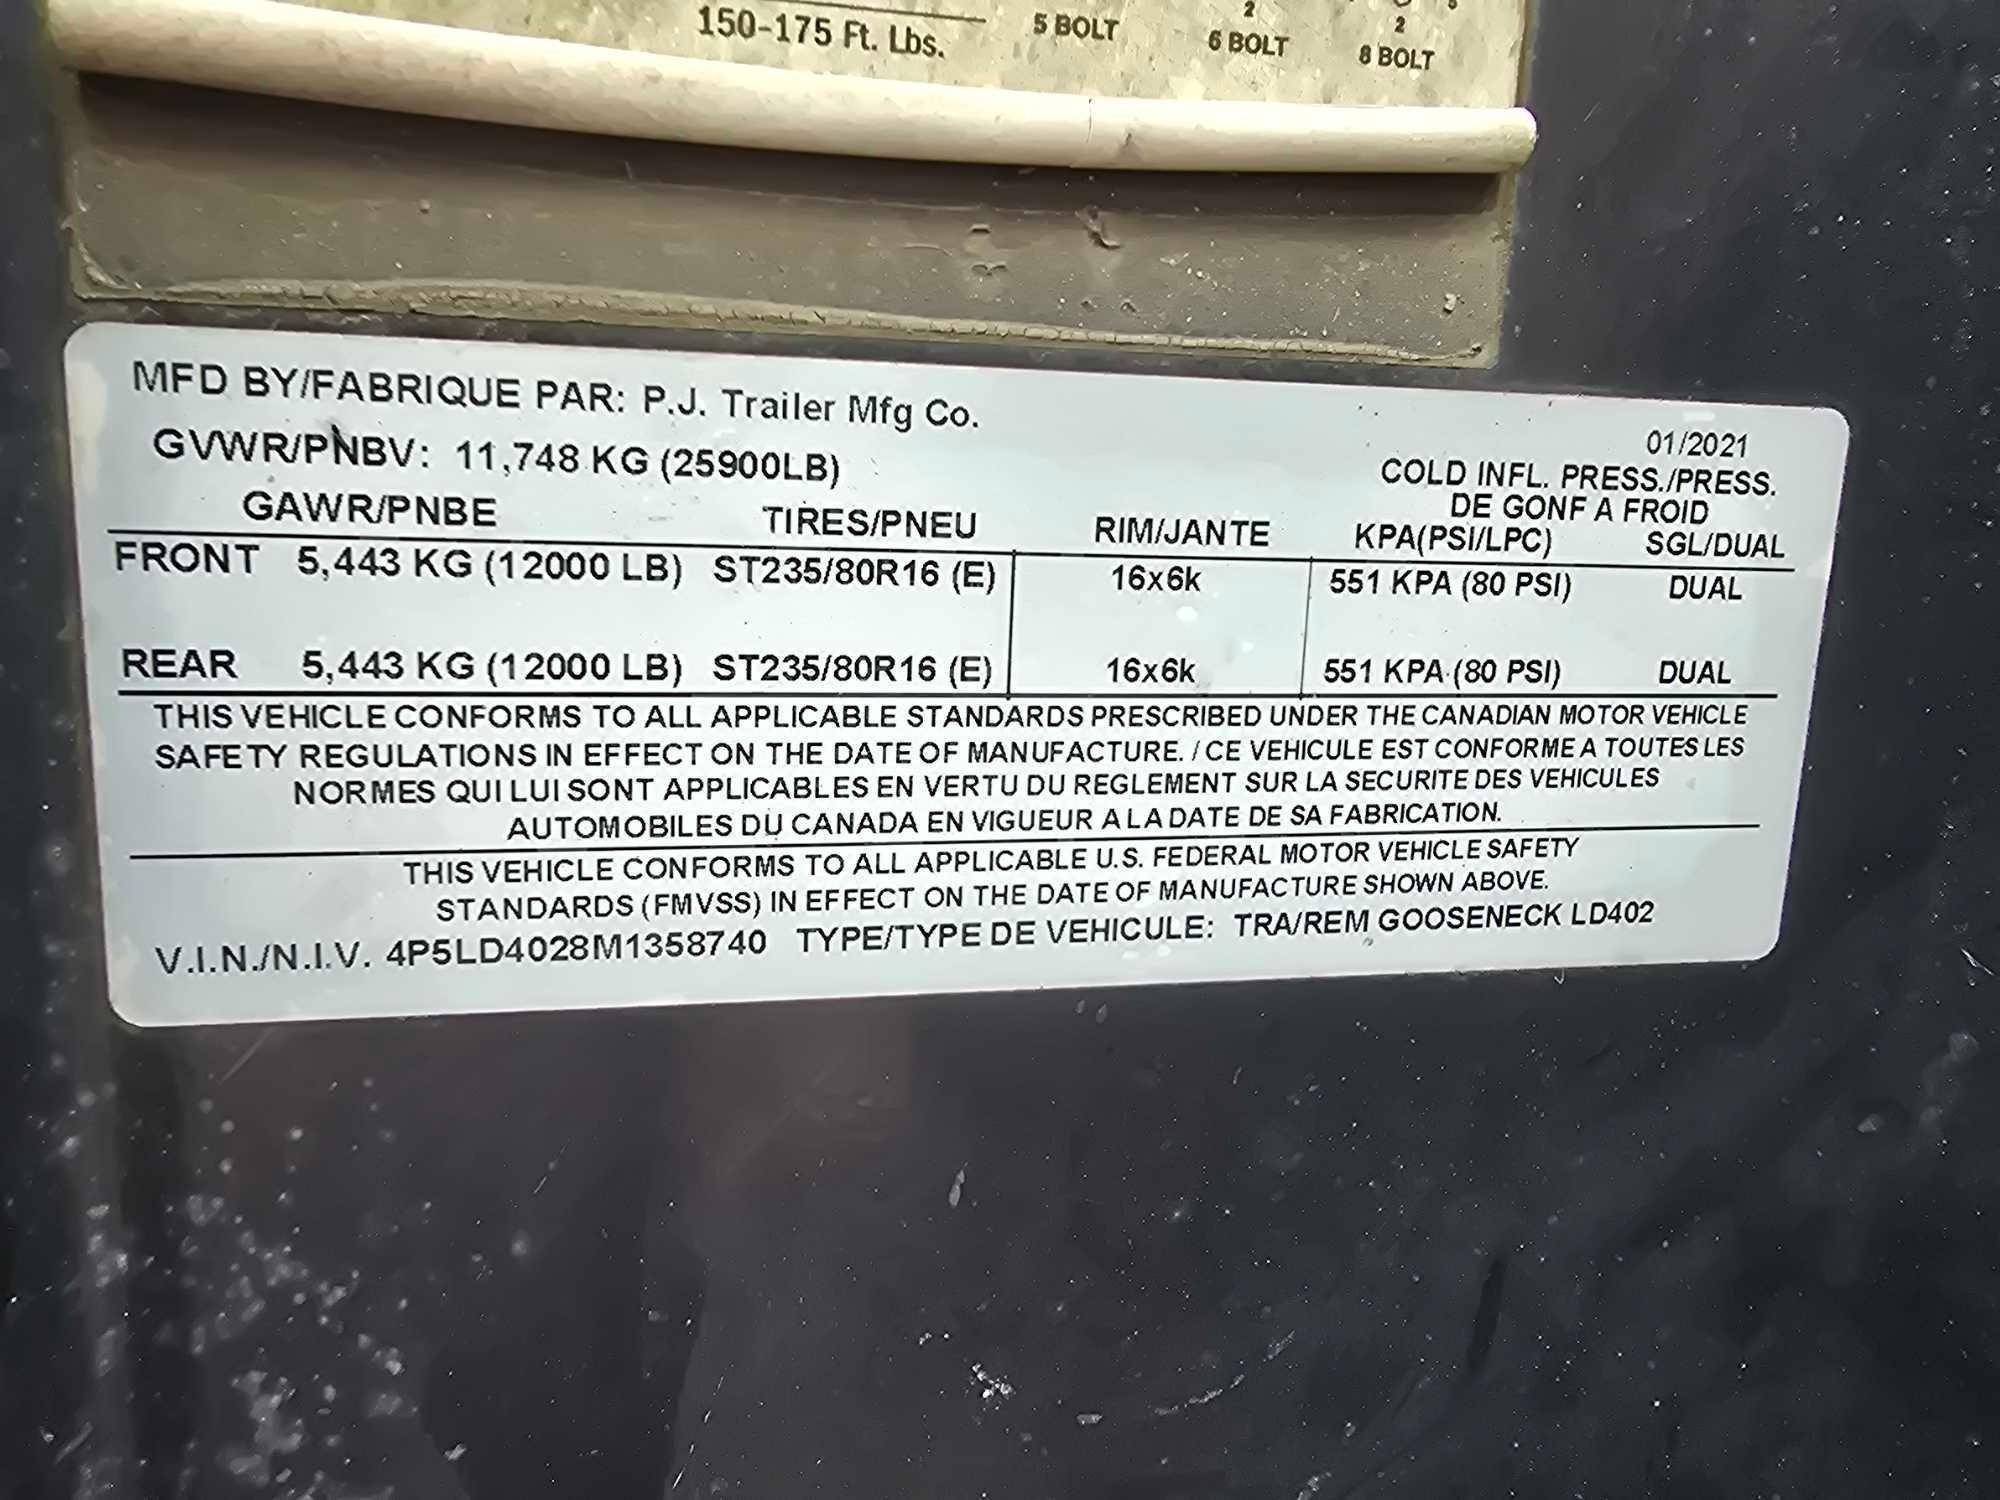 150-175 Ft. Lbs.
5 BOLT
2
6 BOLT
2
8 BOLT
MFD BY/FABRIQUE PAR: P.J. Trailer Mfg Co.
01/2021
GVWR/PNBV: 11,748 KG (25900LB)
COLD INFL. PRESS./PRESS.
DE GONF A FROID
GAWR/PNBE TIRES/PNEU RIM/JANTE KPA(PSI/LPC) SGL/DUAL
FRONT 5,443 KG (12000 LB) ST235/80R16 (E) 16x6k 551 KPA (80 PSI) DUAL
REAR 5,443 KG (12000 LB) ST235/80R16 (E) 16x6k 551 KPA (80 PSI) DUAL
THIS VEHICLE CONFORMS TO ALL APPLICABLE STANDARDS PRESCRIBED UNDER THE CANADIAN MOTOR VEHICLE
SAFETY REGULATIONS IN EFFECT ON THE DATE OF MANUFACTURE. / CE VEHICULE EST CONFORME A TOUTES LES
NORMES QUI LUI SONT APPLICABLES EN VERTU DU REGLEMENT SUR LA SECURITE DES VEHICULES
AUTOMOBILES DU CANADA EN VIGUEUR A LA DATE DE SA FABRICATION.
THIS VEHICLE CONFORMS TO ALL APPLICABLE U.S. FEDERAL MOTOR VEHICLE SAFETY
STANDARDS (FMVSS) IN EFFECT ON THE DATE OF MANUFACTURE SHOWN ABOVE.
V.I.N./N.I.V. 4P5LD4028M1358740 TYPE/TYPE DE VEHICULE: TRA/REM GOOSENECK LD402